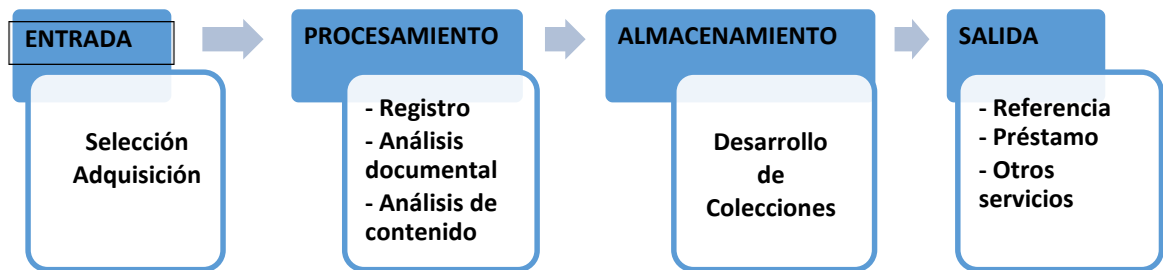 ENTRADA
Selección
Adquisición
PROCESAMIENTO
- Registro
- Análisis
documental
- Análisis de
contenido
ALMACENAMIENTO
Desarrollo
de
Colecciones
SALIDA
- Referencia
- Préstamo
- Otros
servicios